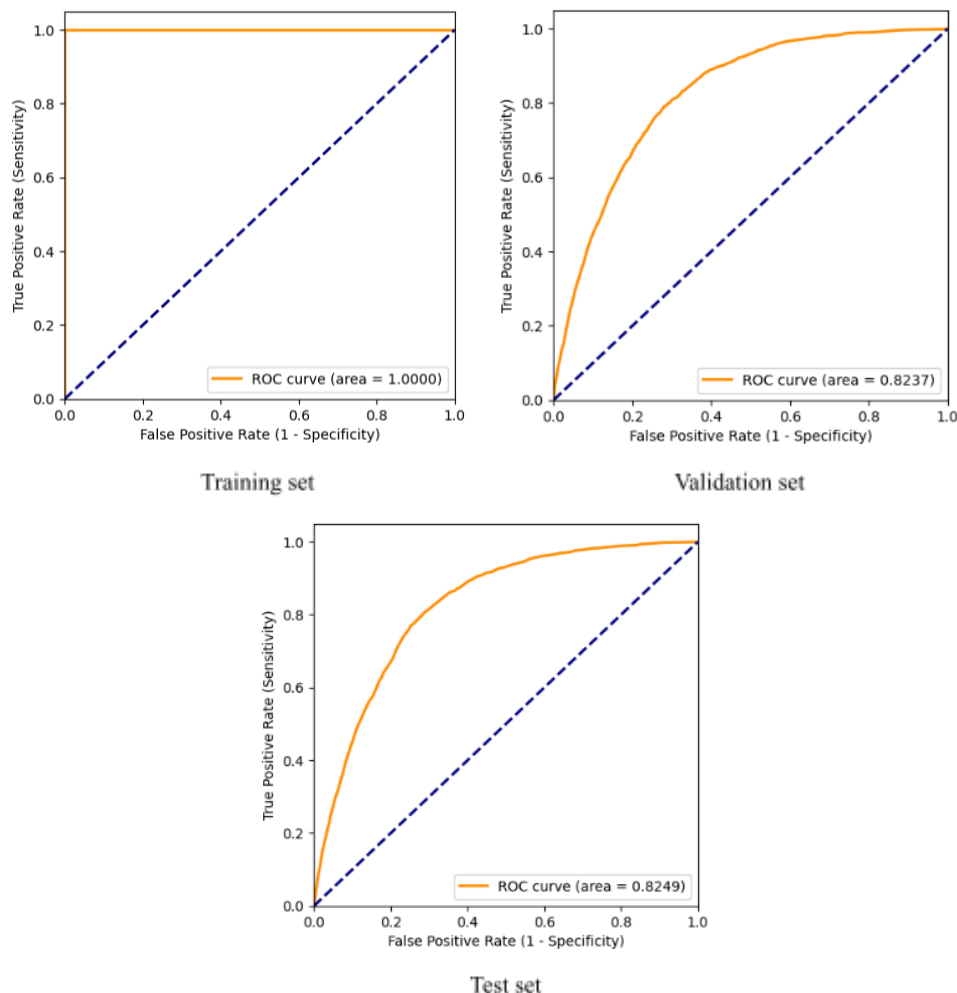 1.0
0.8
0.6
0.4
0.2
0.0
True Positive Rate (Sensitivity)
ROC curve (area = 1.0000)
0.0 0.2 0.4 0.6 0.8 1.0
False Positive Rate (1 - Specificity)
Training set
1.0
0.8
0.6
0.4
0.2
0.0
True Positive Rate (Sensitivity)
ROC curve (area = 0.8237)
0.0 0.2 0.4 0.6 0.8 1.0
False Positive Rate (1 - Specificity)
Validation set
1.0
0.8
0.6
0.4
0.2
0.0
True Positive Rate (Sensitivity)
ROC curve (area = 0.8249)
0.0 0.2 0.4 0.6 0.8 1.0
False Positive Rate (1 - Specificity)
Test set